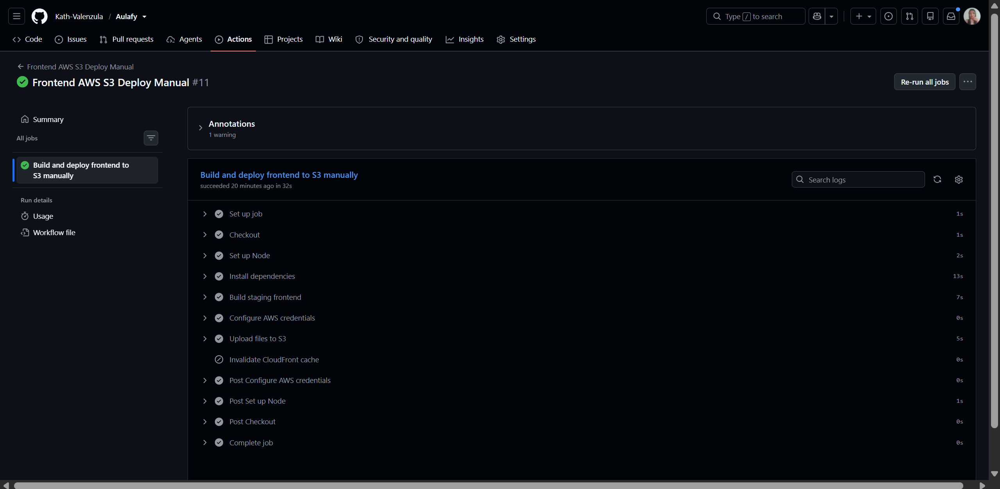 Kath-Valenzula / Aulafy
Type / to search
Code
Issues
Pull requests
Agents
Actions
Projects
Wiki
Security and quality
Insights
Settings
Frontend AWS S3 Deploy Manual
Frontend AWS S3 Deploy Manual #11
Re-run all jobs
Summary
All jobs
Build and deploy frontend to
S3 manually
Run details
Usage
Workflow file
Annotations
1 warning
Build and deploy frontend to S3 manually
succeeded 20 minutes ago in 32s
Search logs
Set up job 1s
Checkout 1s
Set up Node 2s
Install dependencies 13s
Build staging frontend 7s
Configure AWS credentials 0s
Upload files to S3 5s
Invalidate CloudFront cache 0s
Post Configure AWS credentials 0s
Post Set up Node 1s
Post Checkout 0s
Complete job 0s